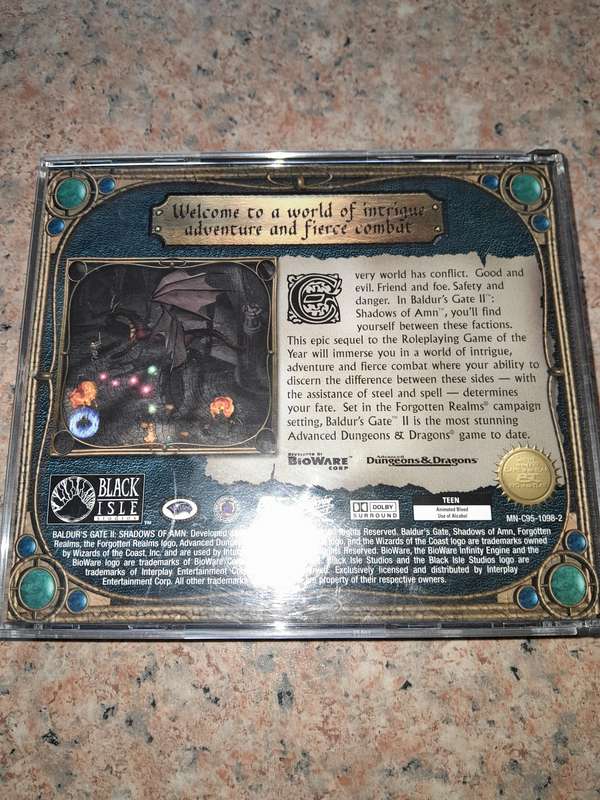 Welcome to a world of intrigue
adventure and fierce combat
Every world has conflict. Good and
evil. Friend and foe. Safety and
danger. In Baldur's Gate II™:
Shadows of Amn™, you'll find
yourself between these factions.
This epic sequel to the Roleplaying Game of the
Year will immerse you in a world of intrigue,
adventure and fierce combat where your ability to
discern the difference between these sides — with
the assistance of steel and spell — determines
your fate. Set in the Forgotten Realms® campaign
setting, Baldur's Gate™ II is the most stunning
Advanced Dungeons & Dragons® game to date.
DEVELOPED BY
BIOWARE™
CORP
Advanced
Dungeons & Dragons®
BLACK
ISLE
STUDIOS™
DOLBY
SURROUND
TEEN
Animated Blood
Use of Alcohol
MN-C95-1098-2
BALDUR'S GATE II: SHADOWS OF AMN: Developed Rights Reserved. Baldur's Gate, Shadows of Amn, Forgotten
Realms, the Forgotten Realms logo, Advanced logo, and the Wizards of the Coast logo are trademarks owned
by Wizards of the Coast, Inc. and are used by Rights Reserved. BioWare, the BioWare Infinity Engine and the
BioWare logo are trademarks of BioWare Black Isle Studios and the Black Isle Studios logo are
trademarks of Interplay Entertainment Exclusively licensed and distributed by Interplay
Entertainment Corp. All other property of their respective owners.